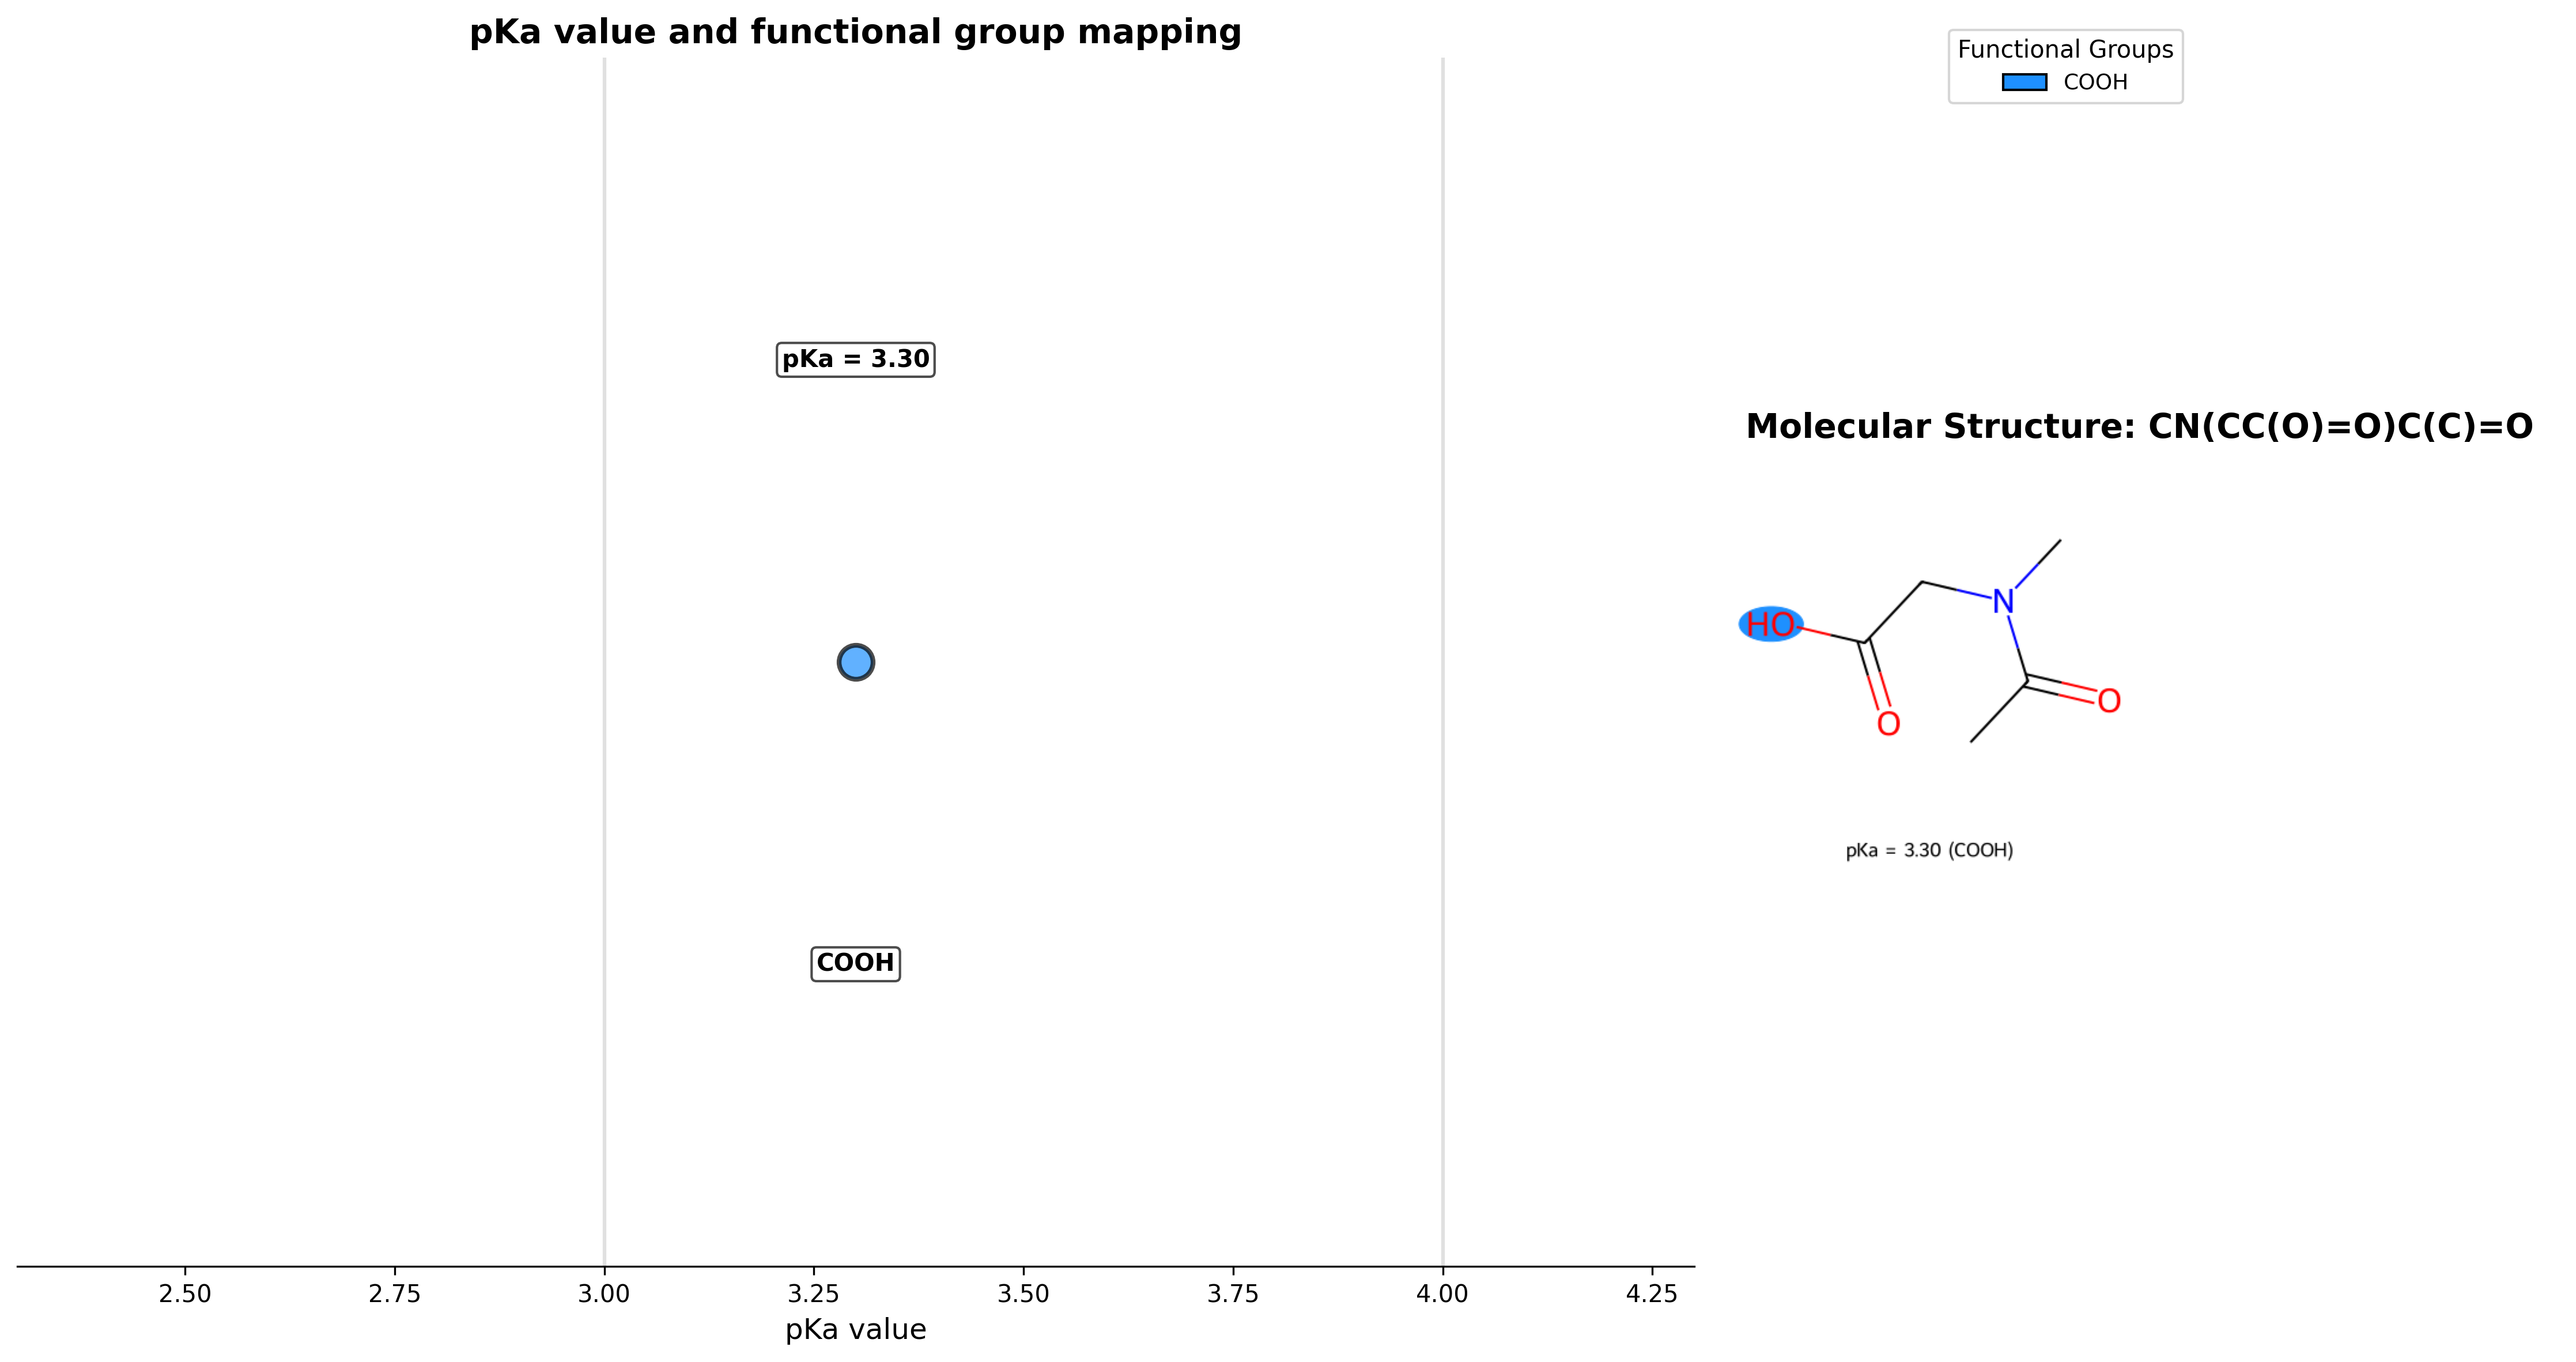 pKa value and functional group mapping
Functional Groups
COOH
pKa = 3.30
Molecular Structure: CN(CC(O)=O)C(C)=O
HO
N
O
O
pKa = 3.30 (COOH)
COOH
2.50 2.75 3.00 3.25 3.50 3.75 4.00 4.25
pKa value